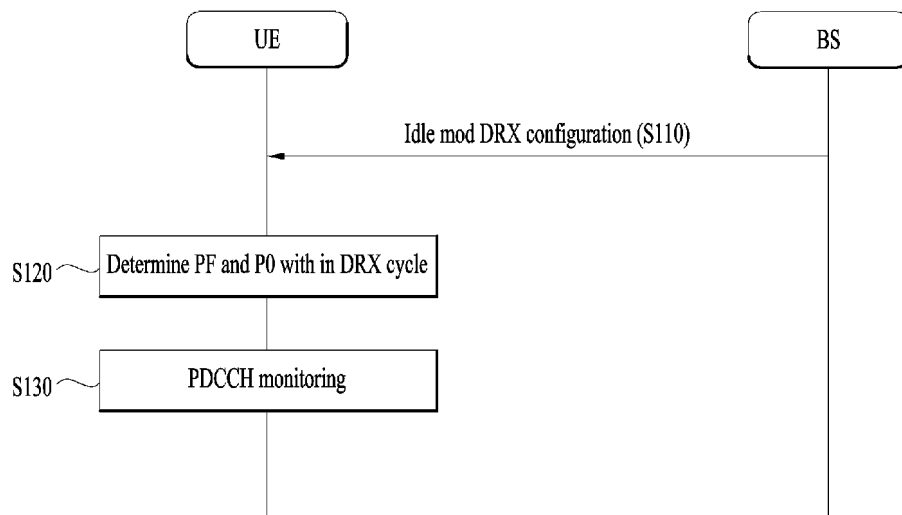 UE
BS
Idle mod DRX configuration (S110)
S120
Determine PF and P0 with in DRX cycle
S130
PDCCH monitoring